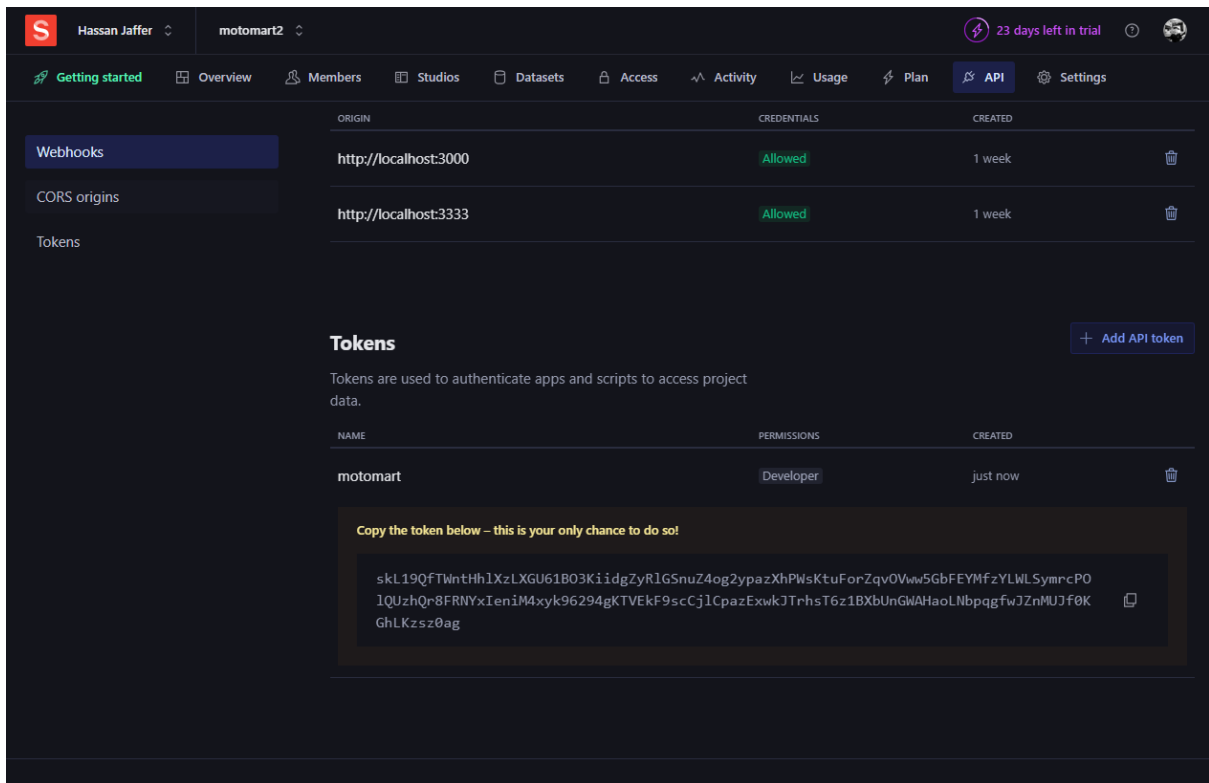 S
Hassan Jaffer
motomart2
23 days left in trial
Getting started
Overview
Members
Studios
Datasets
Access
Activity
Usage
Plan
API
Settings
Webhooks
CORS origins
Tokens
ORIGIN CREDENTIALS CREATED
http://localhost:3000 Allowed 1 week
http://localhost:3333 Allowed 1 week
Tokens
+ Add API token
Tokens are used to authenticate apps and scripts to access project
data.
NAME PERMISSIONS CREATED
motomart Developer just now
Copy the token below – this is your only chance to do so!
skL19QfTWntHhlXzLXGU61BO3KiidgZyRlGSnuZ4og2ypazXhPWsKtuForZqvOVww5GbFEYMfzYLWLSymrcPO
lQUzhQr8FRNYxIeniM4xyk96294gKTVEkF9scCjlCpazExwkJTrhsT6z1BXbUnGWAHaoLNbpqgfwJZnMUJf0K
GhLKzsz0ag